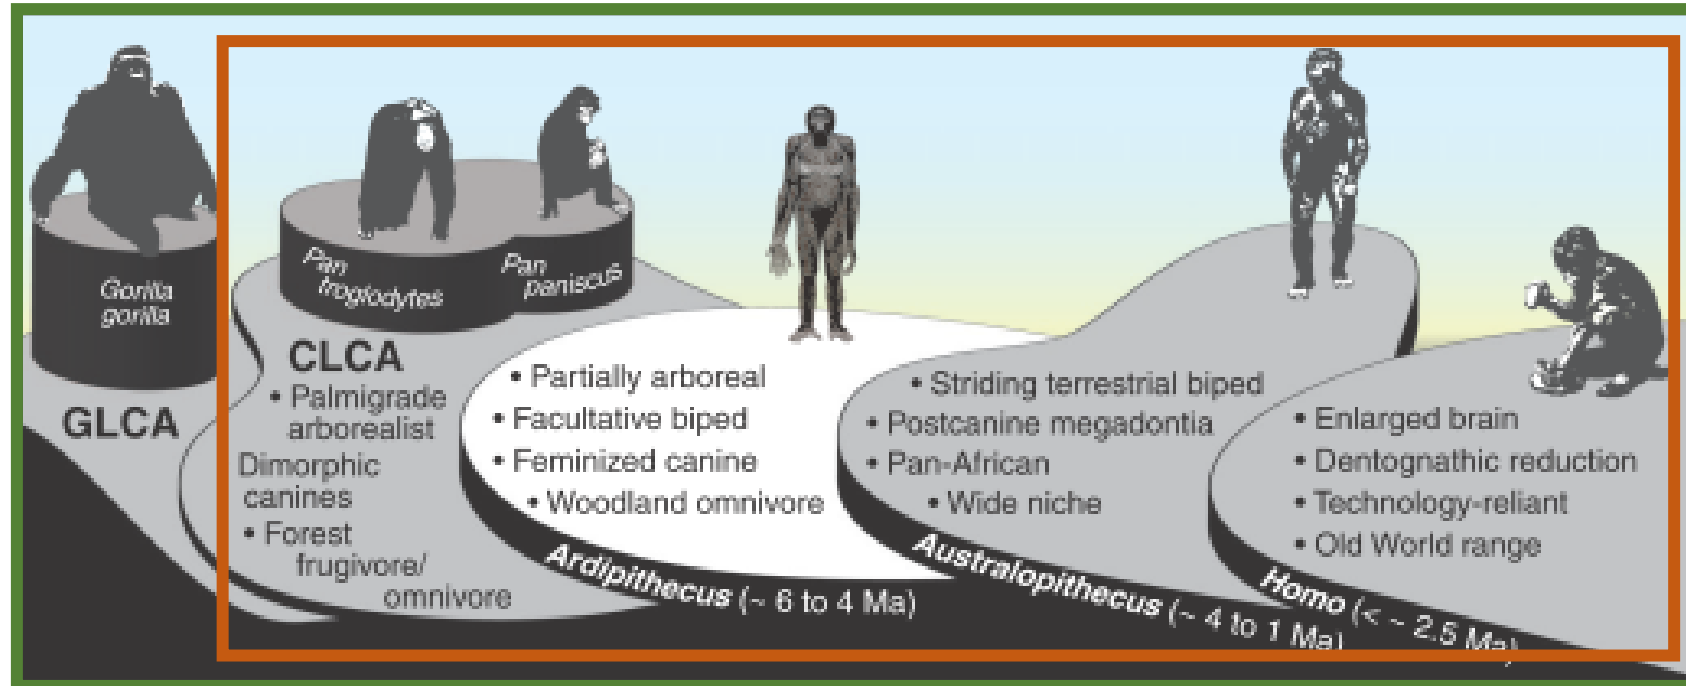 Gorilla
gorilla
GLCA
Pan
troglodytes
Pan
paniscus
CLCA
• Palmigrade
arborealist
Dimorphic
canines
• Forest
frugivore/
omnivore
• Partially arboreal
• Facultative biped
• Feminized canine
• Woodland omnivore
Ardipithecus (~ 6 to 4 Ma)
• Striding terrestrial biped
• Postcanine megadontia
• Pan-African
• Wide niche
Australopithecus (~ 4 to 1 Ma)
• Enlarged brain
• Dentognathic reduction
• Technology-reliant
• Old World range
Homo (< ~ 2.5 Ma)